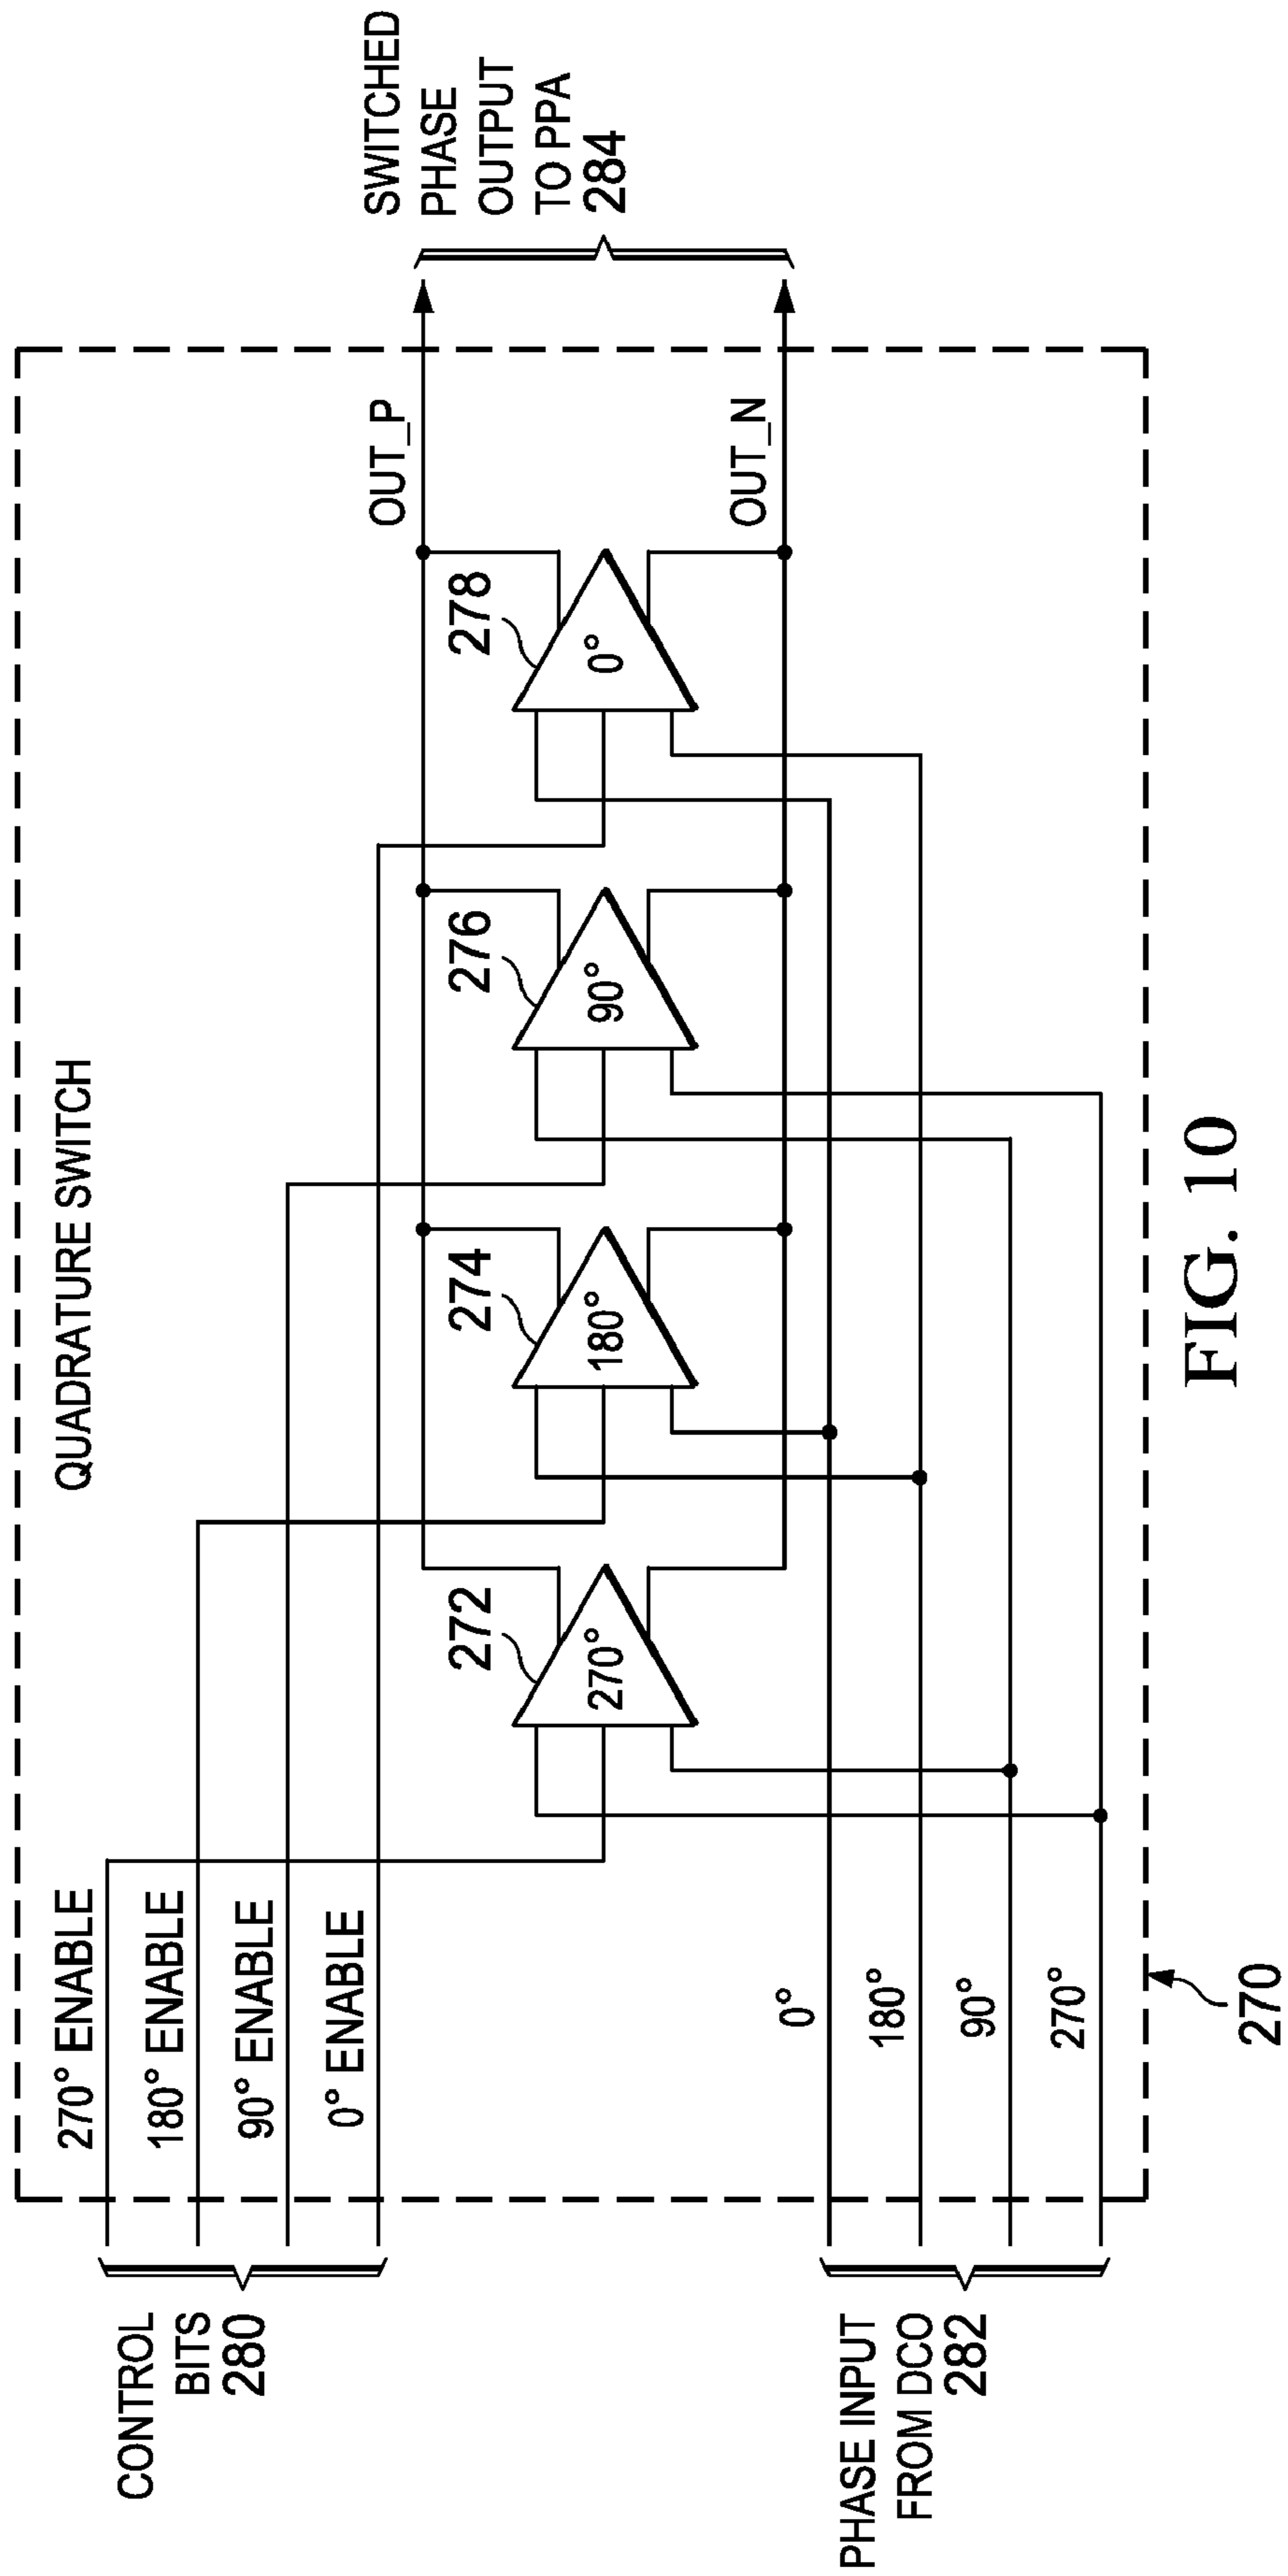 QUADRATURE SWITCH
CONTROL
BITS
280
270° ENABLE
180° ENABLE
90° ENABLE
0° ENABLE
PHASE INPUT
FROM DCO
282
0°
180°
90°
270°
272
270°
274
180°
276
90°
278
0°
OUT_P
OUT_N
SWITCHED
PHASE
OUTPUT
TO PPA
284
270
FIG. 10